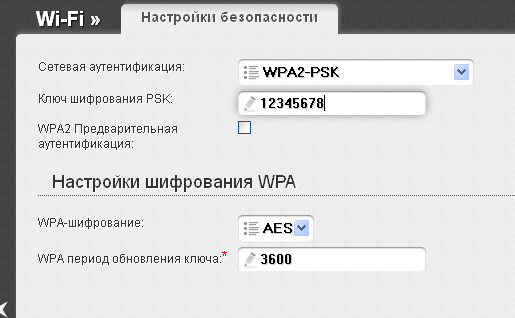 Wi-Fi » Настройки безопасности
Сетевая аутентификация: WPA2-PSK
Ключ шифрования PSK: 12345678
WPA2 Предварительная
аутентификация:
Настройки шифрования WPA
WPA-шифрование: AES
WPA период обновления ключа:* 3600